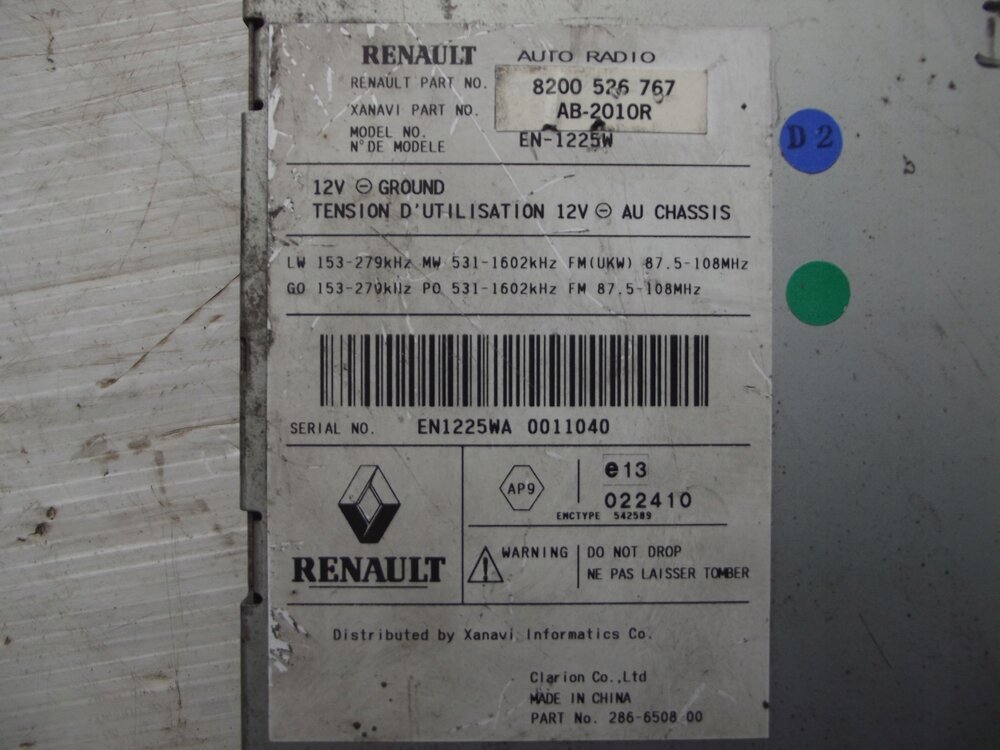 RENAULT AUTO RADIO
RENAULT PART NO. 8200 526 767
XANAVI PART NO. AB-2010R
MODEL NO. EN-1225W
N° DE MODÈLE
D 2
12V ⊖ GROUND
TENSION D'UTILISATION 12V ⊖ AU CHASSIS
LW 153-279kHz MW 531-1602kHz FM(UKW) 87.5-108MHz
GO 153-279kHz PO 531-1602kHz FM 87.5-108MHz
SERIAL NO. EN1225WA 0011040
AP9
e13
022410
EMCTYPE 542589
RENAULT
WARNING
DO NOT DROP
NE PAS LAISSER TOMBER
Distributed by Xanavi Informatics Co.
Clarion Co.,Ltd
MADE IN CHINA
PART No. 286-6508-00